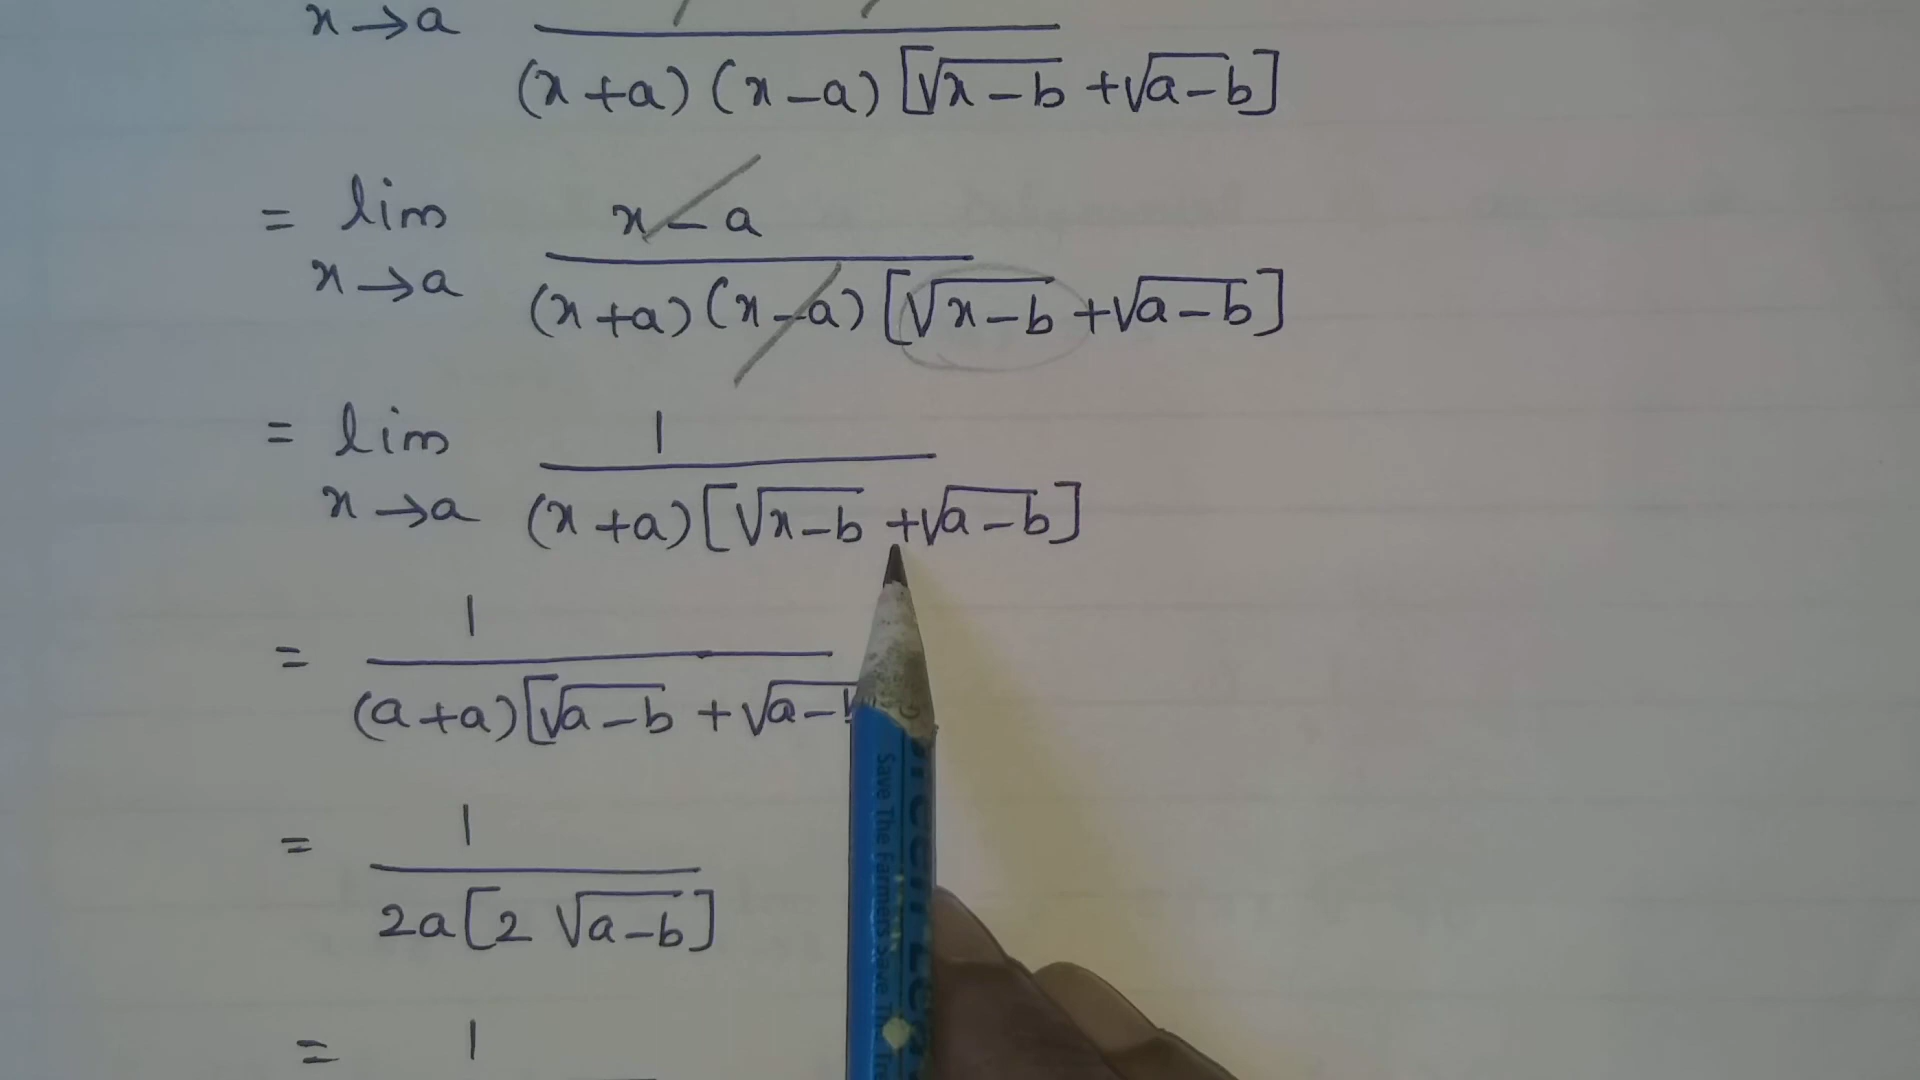 x→a (x+a)(x-a)[√x-b +√a-b]
= lim x-a
x→a (x+a)(x-a)[√x-b +√a-b]
= lim 1
x→a (x+a)[√x-b +√a-b]
= 1
(a+a)[√a-b + √a-
= 1
2a[2 √a-b]
= 1
Save The Farmers Save The